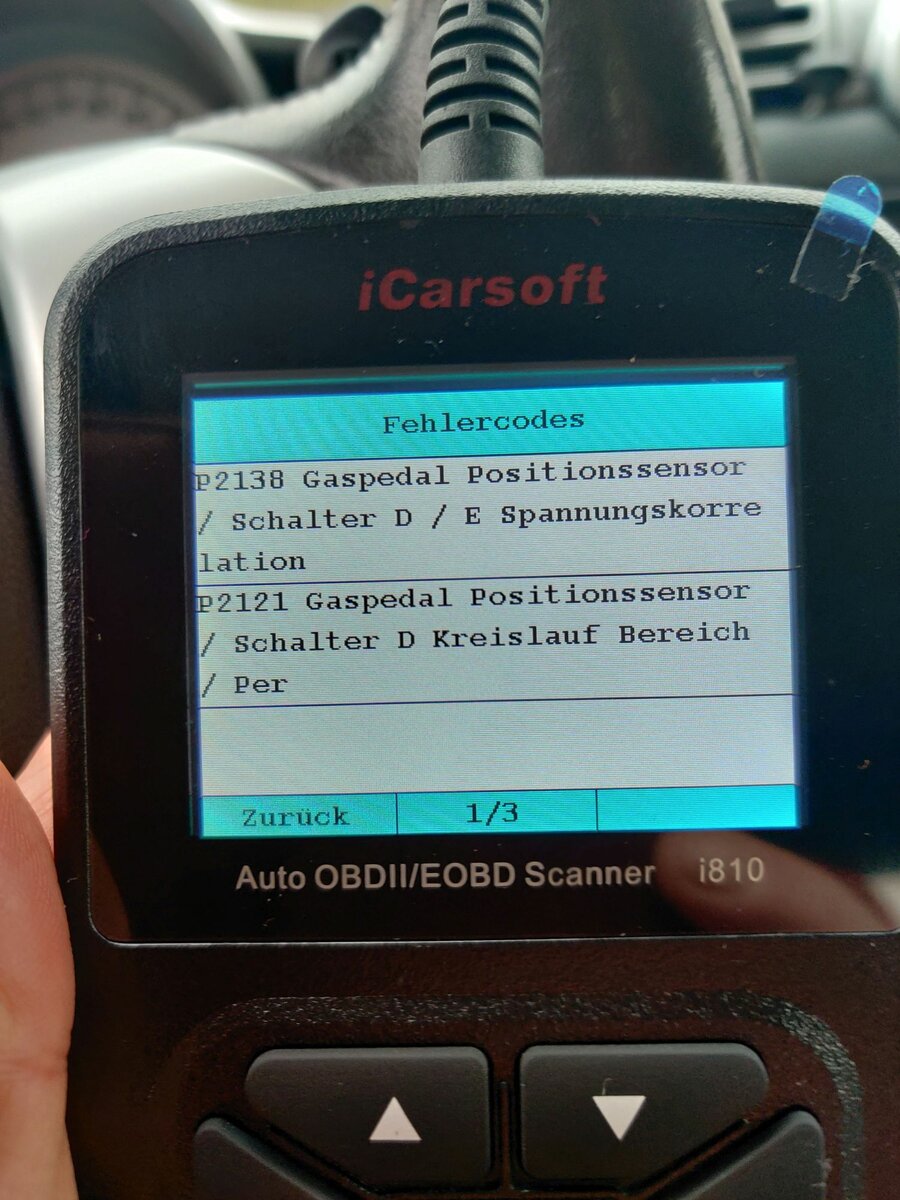 iCarsoft
Fehlercodes
P2138 Gaspedal Positionssensor
/ Schalter D / E Spannungskorre
lation
P2121 Gaspedal Positionssensor
/ Schalter D Kreislauf Bereich
/ Per
Zurück 1/3
Auto OBDII/EOBD Scanner i810